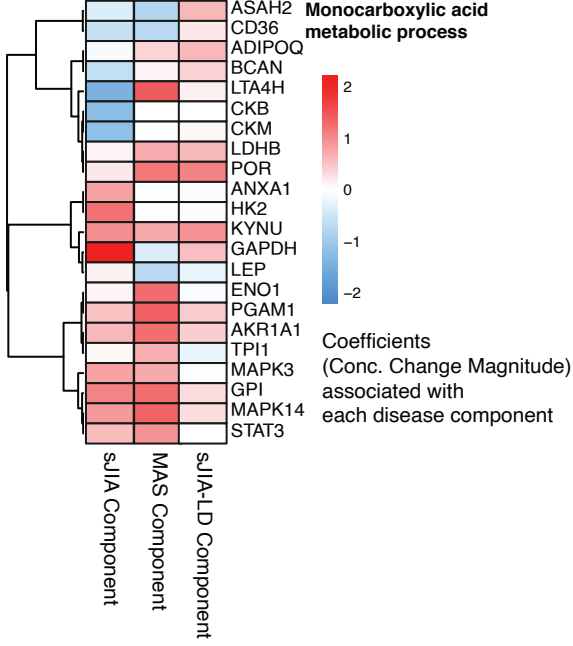 Monocarboxylic acid
metabolic process
ASAH2
CD36
ADIPOQ
BCAN
LTA4H
CKB
CKM
LDHB
POR
ANXA1
HK2
KYNU
GAPDH
LEP
ENO1
PGAM1
AKR1A1
TPI1
MAPK3
GPI
MAPK14
STAT3
2
1
0
−1
−2
Coefficients
(Conc. Change Magnitude)
associated with
each disease component
sJIA Component
MAS Component
sJIA-LD Component